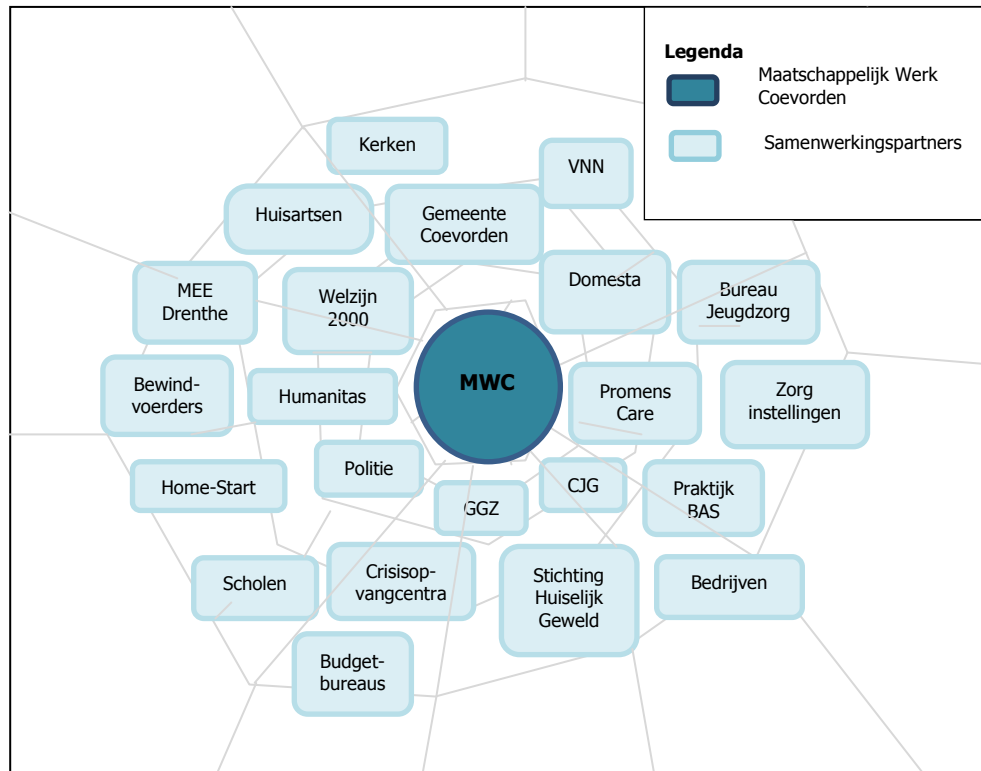 Legenda
Maatschappelijk Werk
Coevorden
Samenwerkingspartners
Kerken
VNN
Huisartsen
Gemeente
Coevorden
Domesta
MEE
Drenthe
Welzijn
2000
Bureau
Jeugdzorg
Bewind-
voerders
Humanitas
MWC
Promens
Care
Zorg
instellingen
Home-Start
Politie
GGZ
CJG
Praktijk
BAS
Scholen
Crisisop-
vangcentra
Stichting
Huiselijk
Geweld
Bedrijven
Budget-
bureaus